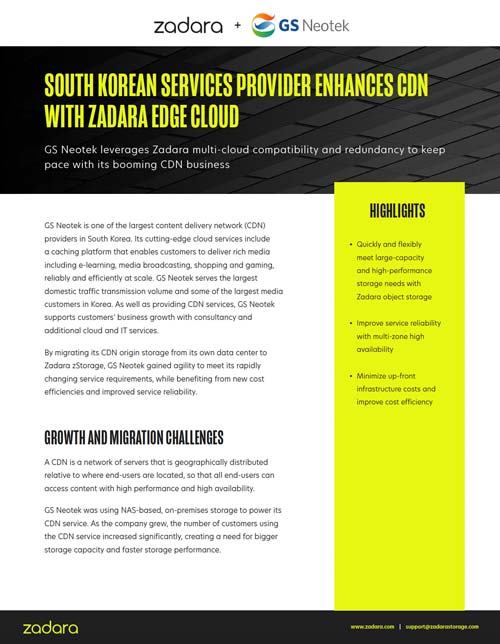 zadara + GS Neotek
SOUTH KOREAN SERVICES PROVIDER ENHANCES CDN
WITH ZADARA EDGE CLOUD
GS Neotek leverages Zadara multi-cloud compatibility and redundancy to keep
pace with its booming CDN business
GS Neotek is one of the largest content delivery network (CDN)
providers in South Korea. Its cutting-edge cloud services include
a caching platform that enables customers to deliver rich media
including e-learning, media broadcasting, shopping and gaming,
reliably and efficiently at scale. GS Neotek serves the largest
domestic traffic transmission volume and some of the largest media
customers in Korea. As well as providing CDN services, GS Neotek
supports customers' business growth with consultancy and
additional cloud and IT services.
By migrating its CDN origin storage from its own data center to
Zadara zStorage, GS Neotek gained agility to meet its rapidly
changing service requirements, while benefiting from new cost
efficiencies and improved service reliability.
GROWTH AND MIGRATION CHALLENGES
A CDN is a network of servers that is geographically distributed
relative to where end-users are located, so that all end-users can
access content with high performance and high availability.
GS Neotek was using NAS-based, on-premises storage to power its
CDN service. As the company grew, the number of customers using
the CDN service increased significantly, creating a need for bigger
storage capacity and faster storage performance.
HIGHLIGHTS
• Quickly and flexibly
meet large-capacity
and high-performance
storage needs with
Zadara object storage
• Improve service reliability
with multi-zone high
availability
• Minimize up-front
infrastructure costs and
improve cost efficiency
zadara
www.zadara.com | support@zadarastorage.com